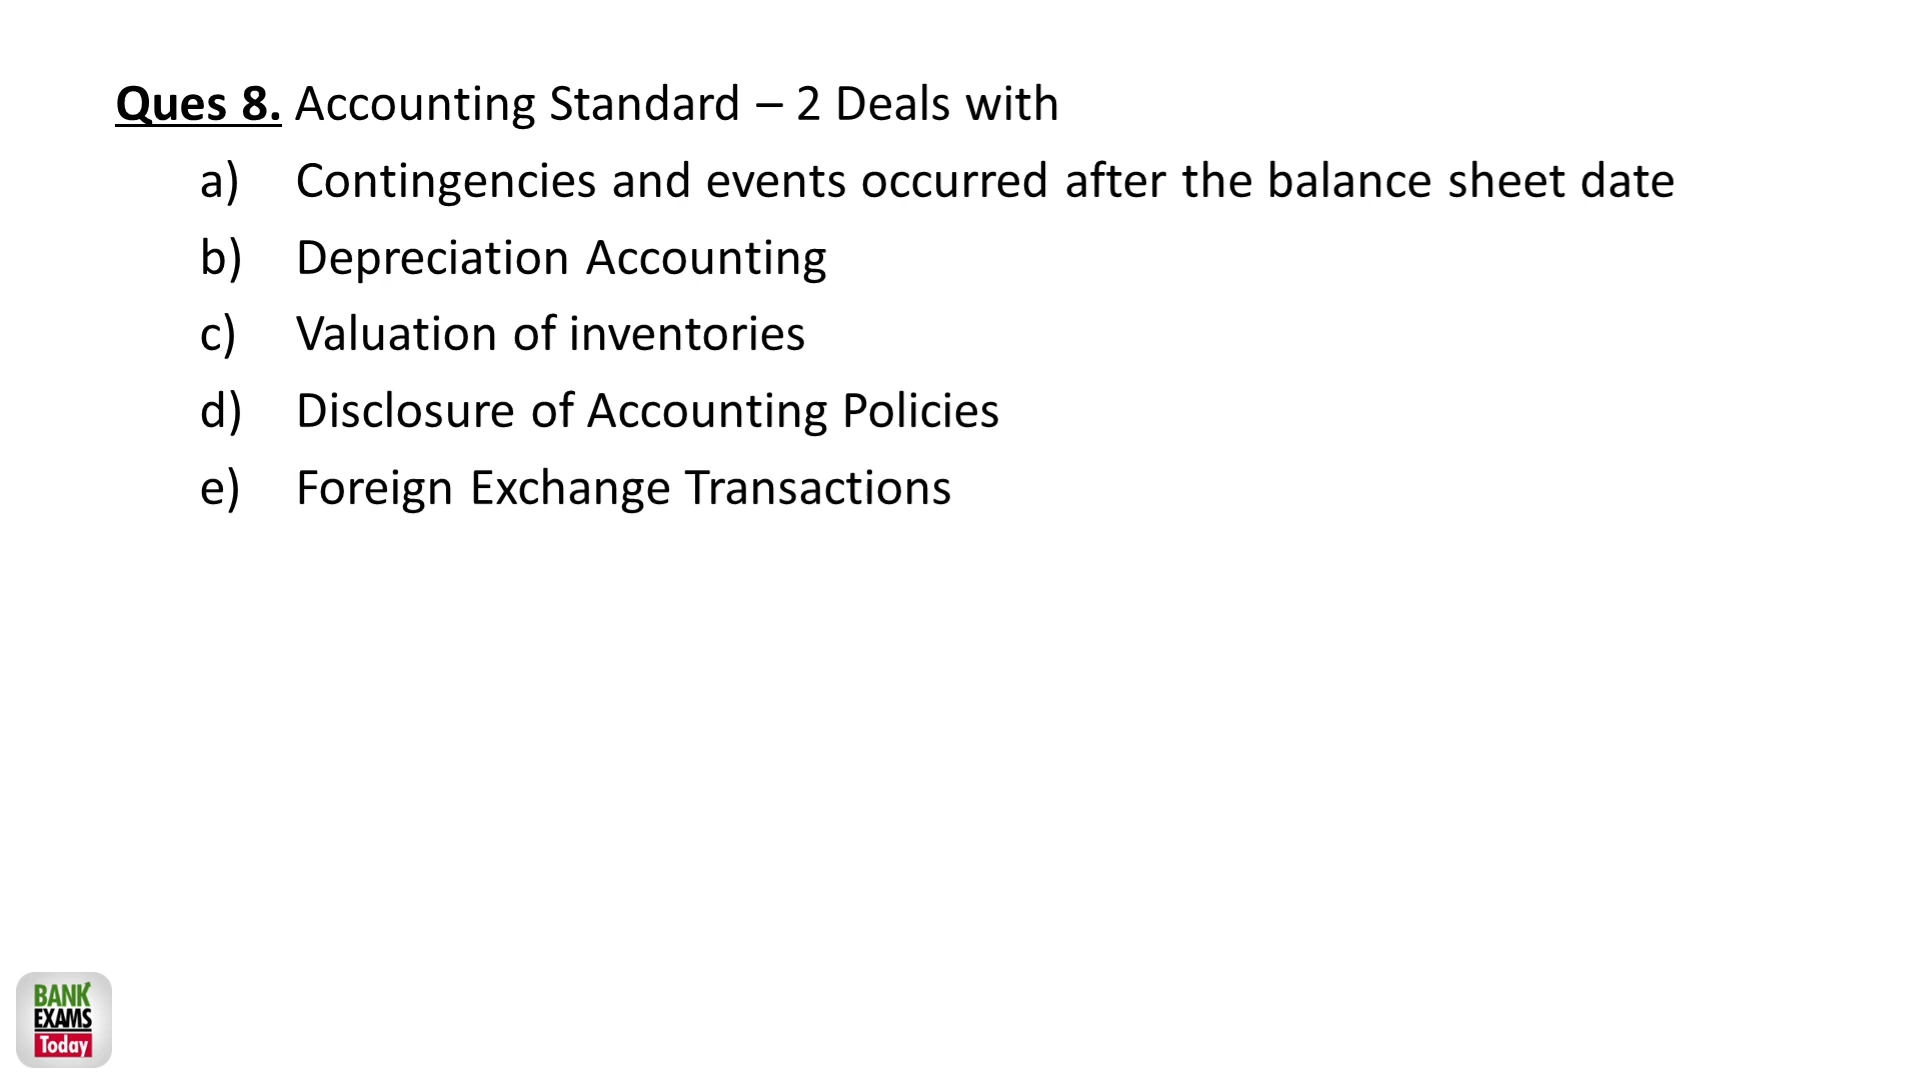 Ques 8. Accounting Standard – 2 Deals with
a) Contingencies and events occurred after the balance sheet date
b) Depreciation Accounting
c) Valuation of inventories
d) Disclosure of Accounting Policies
e) Foreign Exchange Transactions
BANK
EXAMS
Today